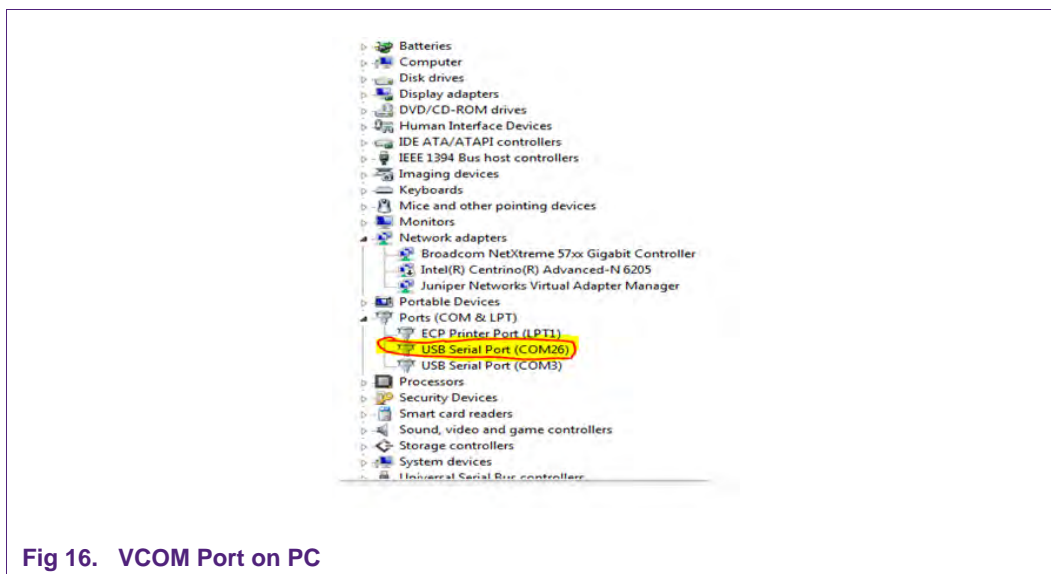 Batteries
Computer
Disk drives
Display adapters
DVD/CD-ROM drives
Human Interface Devices
IDE ATA/ATAPI controllers
IEEE 1394 Bus host controllers
Imaging devices
Keyboards
Mice and other pointing devices
Monitors
Network adapters
Broadcom NetXtreme 57xx Gigabit Controller
Intel(R) Centrino(R) Advanced-N 6205
Juniper Networks Virtual Adapter Manager
Portable Devices
Ports (COM & LPT)
ECP Printer Port (LPT1)
USB Serial Port (COM26)
USB Serial Port (COM3)
Processors
Security Devices
Smart card readers
Sound, video and game controllers
Storage controllers
System devices
Universal Serial Bus controllers
Fig 16. VCOM Port on PC